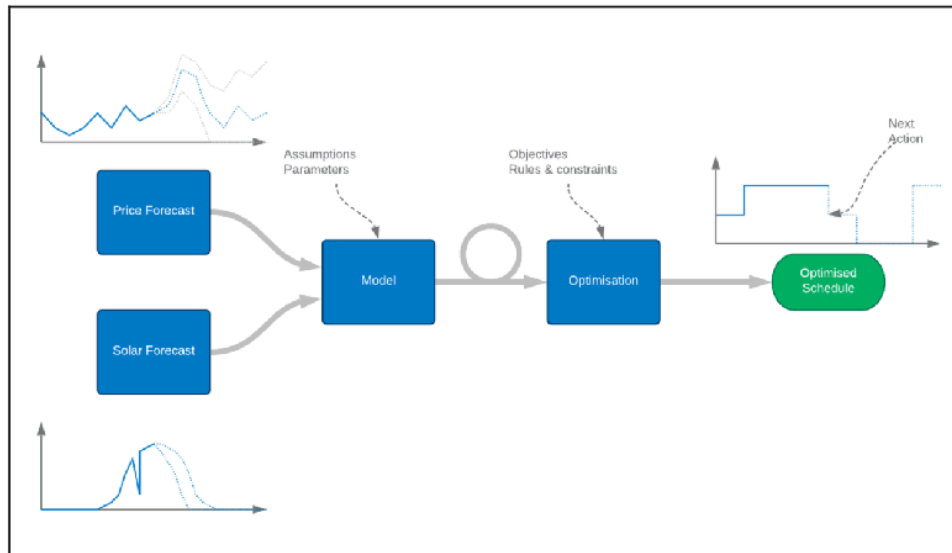 Price Forecast
Solar Forecast
Assumptions
Parameters
Model
Objectives
Rules & constraints
Optimisation
Next
Action
Optimised
Schedule